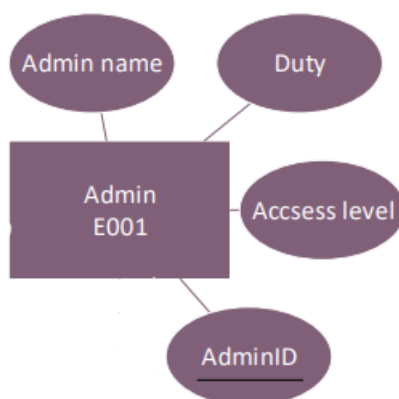 Admin name
Duty
Admin
E001
Accsess level
AdminID